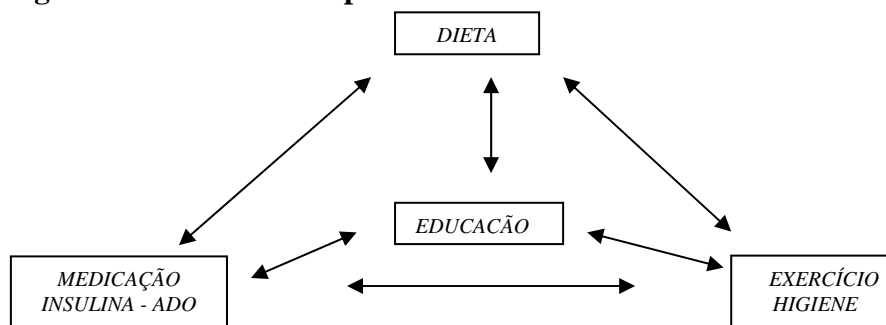 DIETA
EDUCACÃO
MEDICAÇÃO
INSULINA - ADO
EXERCÍCIO
HIGIENE